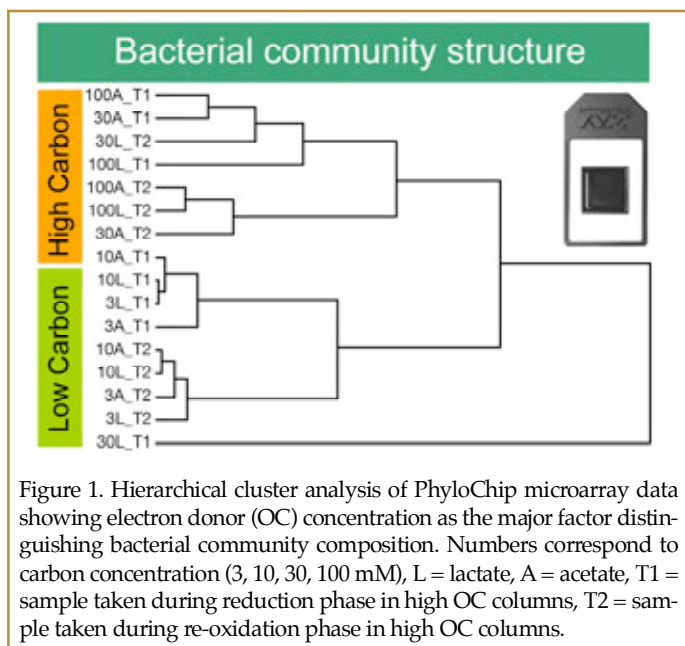 Bacterial community structure
High Carbon
Low Carbon
100A_T1
30A_T1
30L_T2
100L_T1
100A_T2
100L_T2
30A_T2
10A_T1
10L_T1
3L_T1
3A_T1
10A_T2
10L_T2
3A_T2
3L_T2
30L_T1
Figure 1. Hierarchical cluster analysis of PhyloChip microarray data
showing electron donor (OC) concentration as the major factor distin-
guishing bacterial community composition. Numbers correspond to
carbon concentration (3, 10, 30, 100 mM), L = lactate, A = acetate, T1 =
sample taken during reduction phase in high OC columns, T2 = sam-
ple taken during re-oxidation phase in high OC columns.